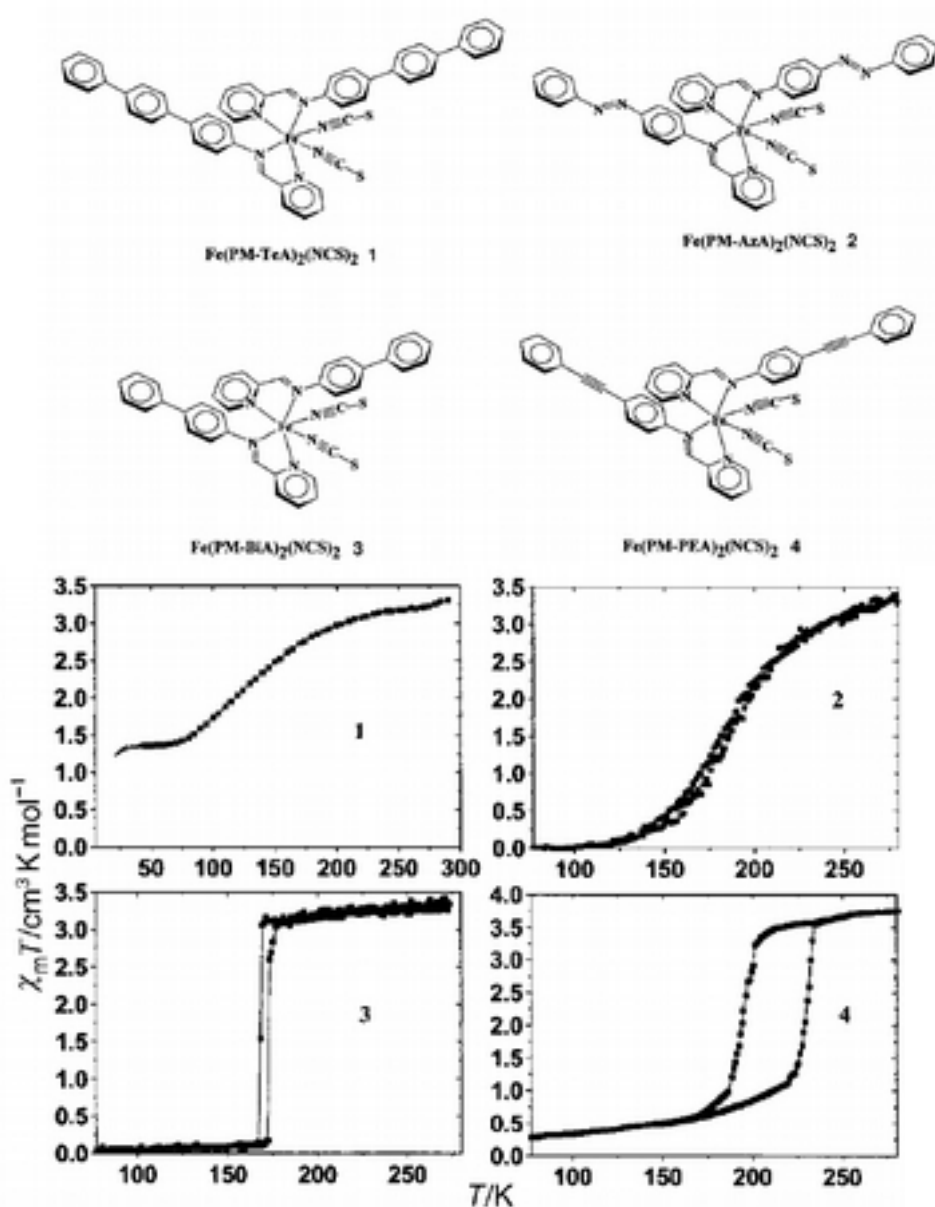 N N≡C S
Fe(PM-TeA)2(NCS)2 1
N=N N N≡C S
Fe(PM-AzA)2(NCS)2 2
N N≡C S
Fe(PM-BiA)2(NCS)2 3
N N≡C S
Fe(PM-PEA)2(NCS)2 4
χmT/cm3 K mol−1
3.5
3.0
2.5
2.0
1.5
1.0
0.5
0.0
50 100 150 200 250 300
1
3.5
3.0
2.5
2.0
1.5
1.0
0.5
0.0
100 150 200 250
2
3.5
3.0
2.5
2.0
1.5
1.0
0.5
0.0
100 150 200 250
3
4.0
3.5
3.0
2.5
2.0
1.5
1.0
0.5
0.0
100 150 200 250
4
T/K